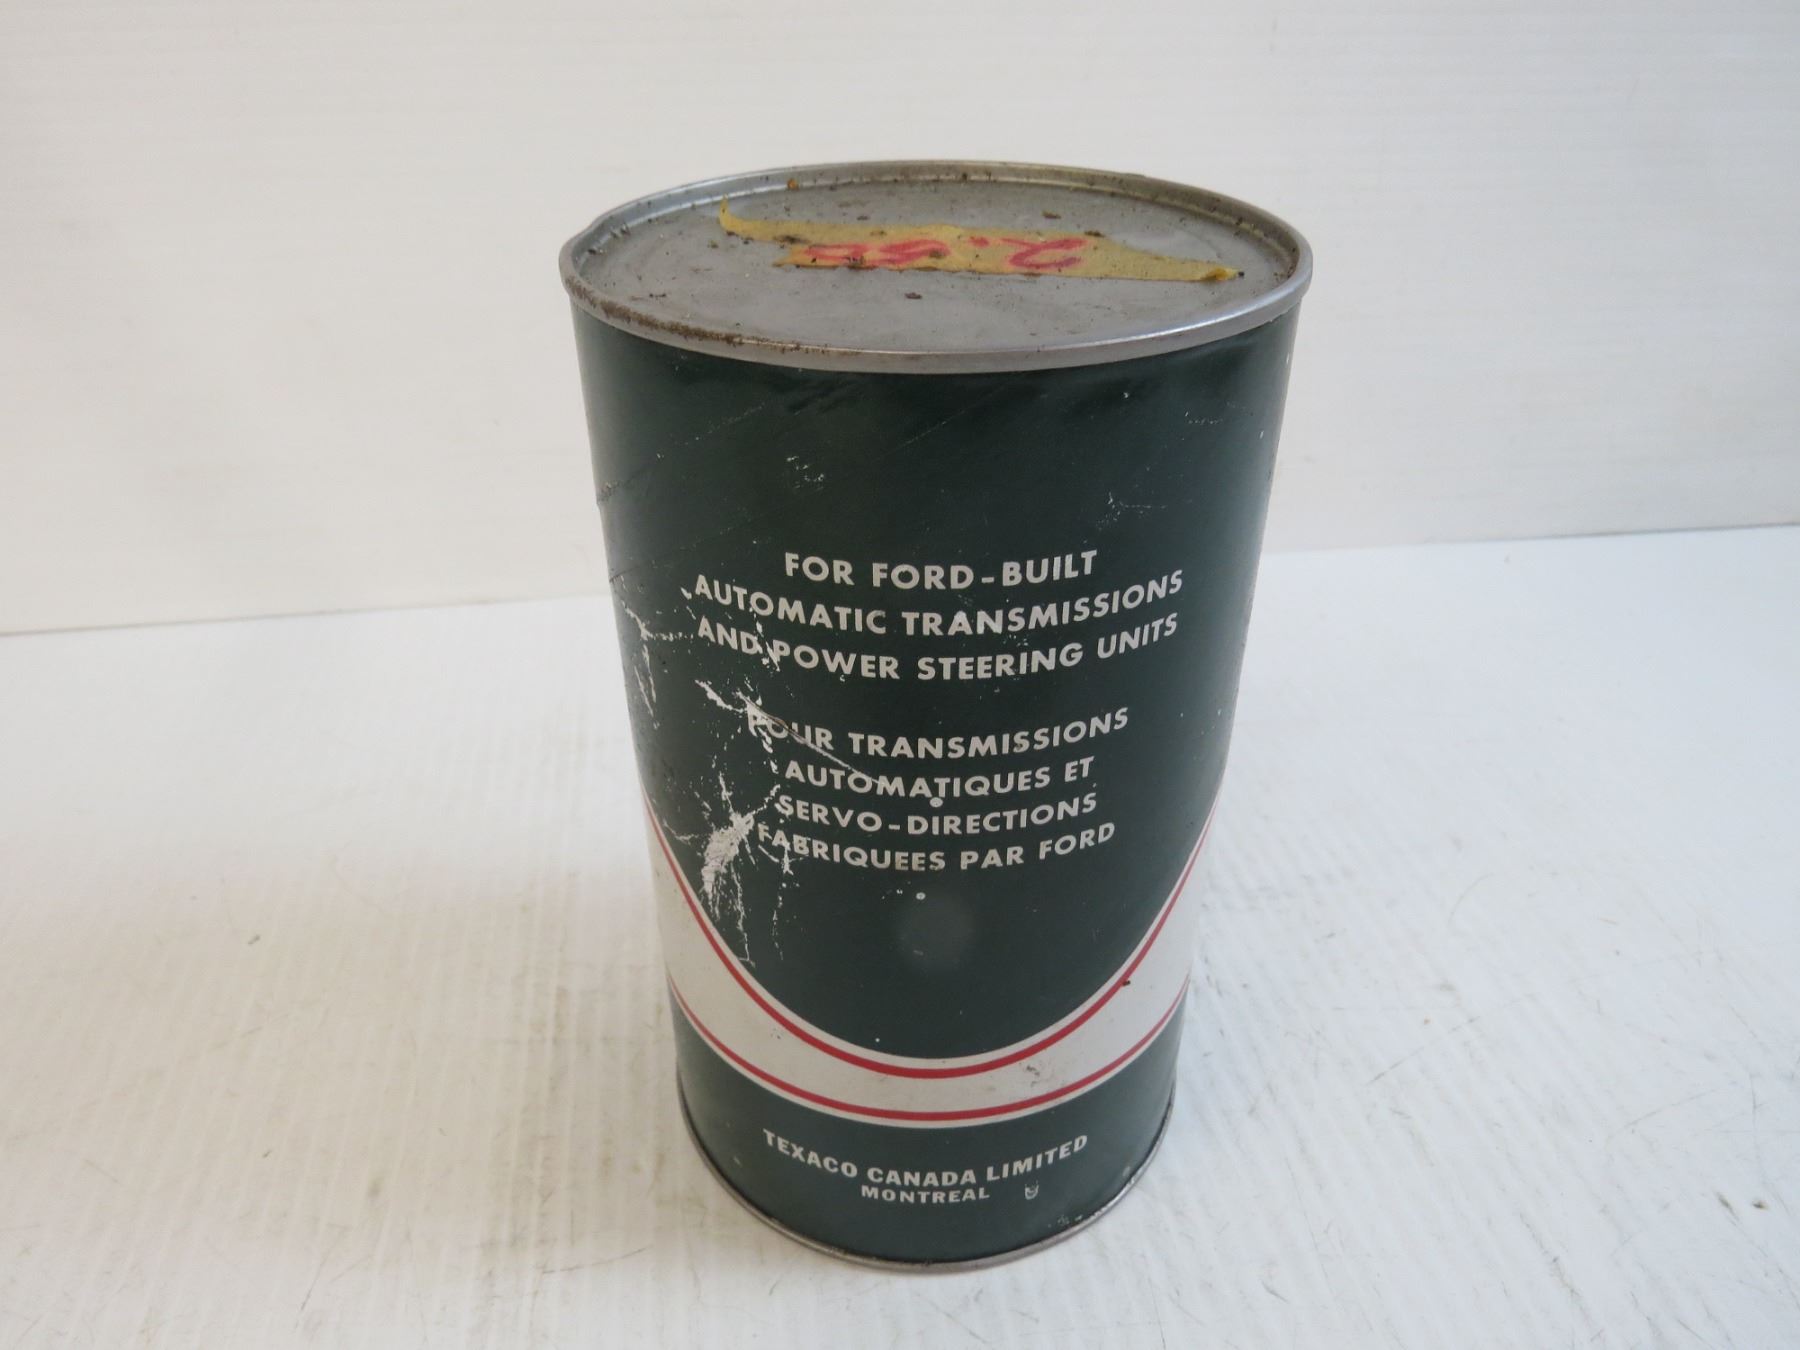 2.50
FOR FORD-BUILT
AUTOMATIC TRANSMISSIONS
AND POWER STEERING UNITS
POUR TRANSMISSIONS
AUTOMATIQUES ET
SERVO-DIRECTIONS
FABRIQUEES PAR FORD
TEXACO CANADA LIMITED
MONTREAL